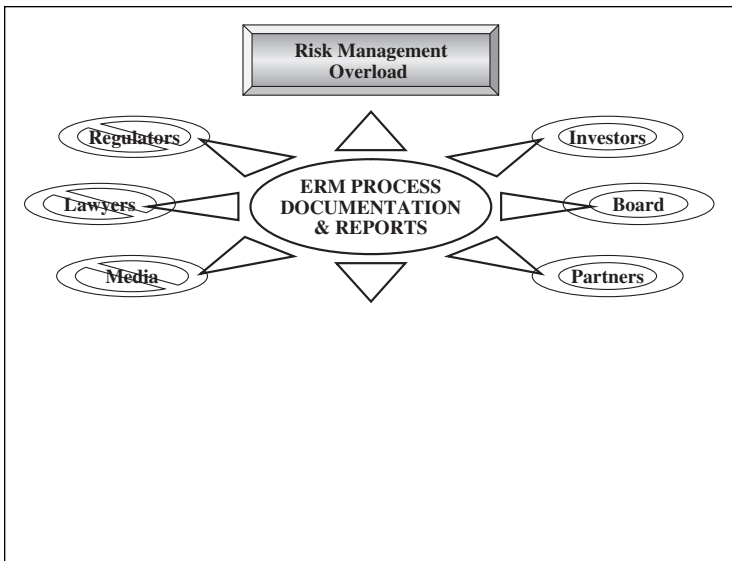 Risk Management
Overload
Regulators
Investors
ERM PROCESS
DOCUMENTATION
& REPORTS
Lawyers
Board
Media
Partners